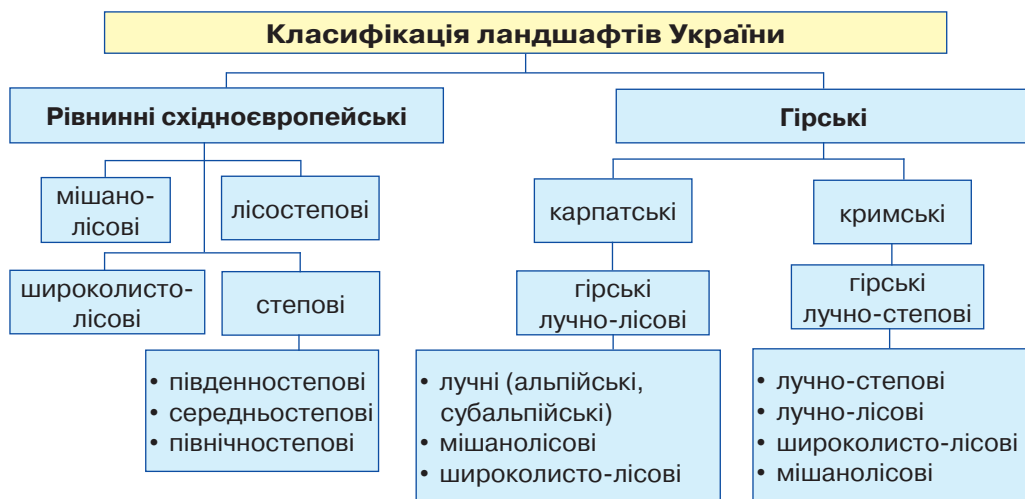 Класифікація ландшафтів України
Рівнинні східноєвропейські
Гірські
мішано-
лісові
лісостепові
широколисто-
лісові
степові
• південностепові
• середньостепові
• північностепові
карпатські
кримські
гірські
лучно-лісові
гірські
лучно-степові
• лучні (альпійські,
субальпійські)
• мішанолісові
• широколисто-лісові
• лучно-степові
• лучно-лісові
• широколисто-лісові
• мішанолісові